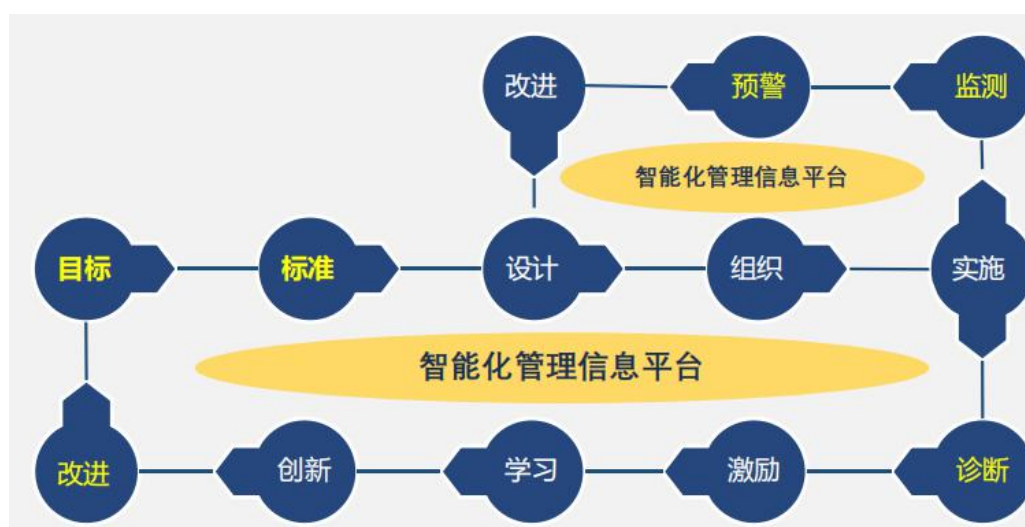 改进
预警
监测
智能化管理信息平台
目标
标准
设计
组织
实施
智能化管理信息平台
改进
创新
学习
激励
诊断